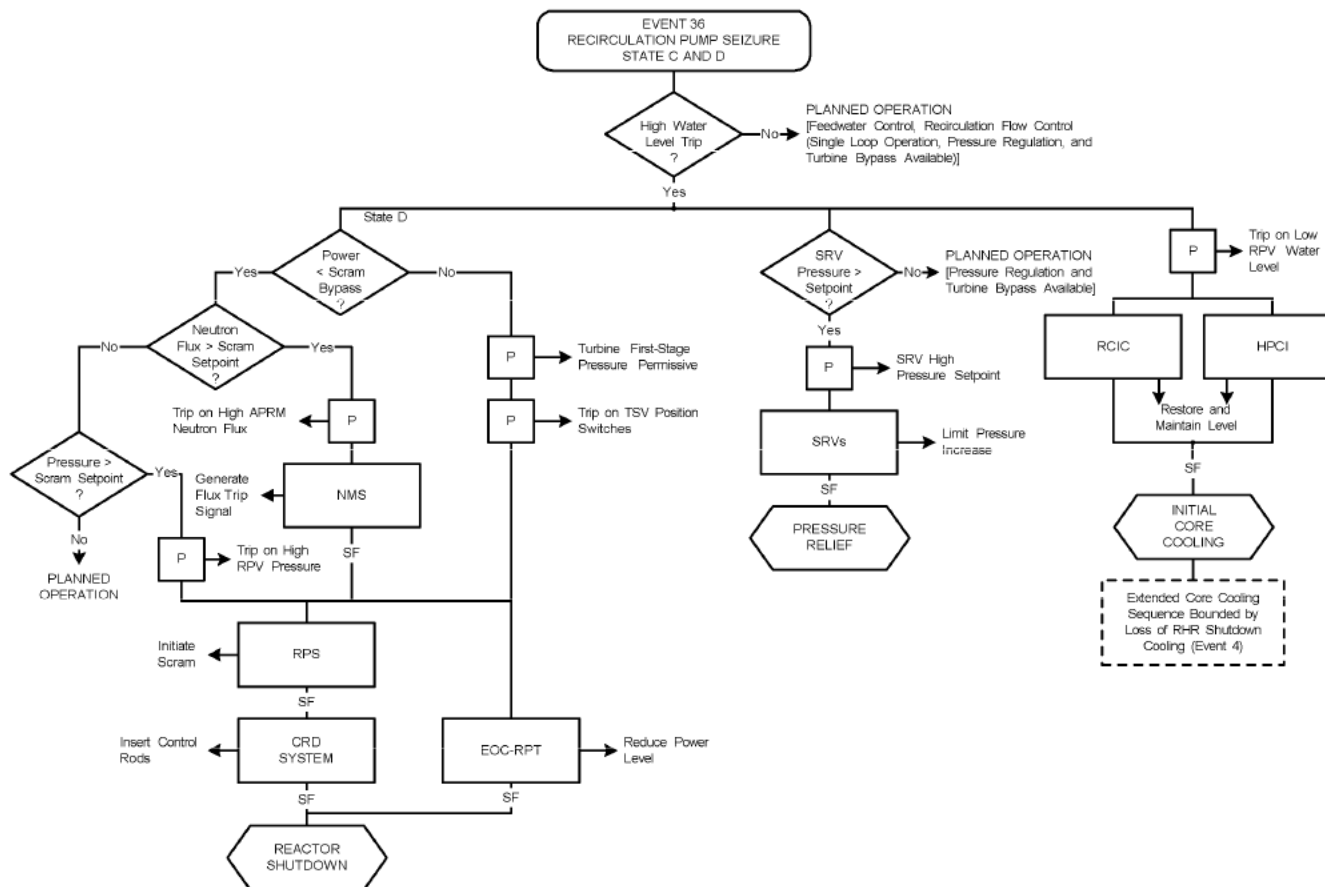 EVENT 36
RECIRCULATION PUMP SEIZURE
STATE C AND D
High Water
Level Trip
?
No
PLANNED OPERATION
[Feedwater Control, Recirculation Flow Control
(Single Loop Operation, Pressure Regulation, and
Turbine Bypass Available)]
Yes
State D
Power
< Scram
Bypass
?
Yes
No
SRV
Pressure >
Setpoint
?
No
PLANNED OPERATION
[Pressure Regulation and
Turbine Bypass Available]
Yes
P
Trip on Low
RPV Water
Level
Neutron
Flux > Scram
Setpoint
?
No
Yes
P
Turbine First-Stage
Pressure Permissive
P
SRV High
Pressure Setpoint
RCIC
HPCI
Restore and
Maintain Level
Trip on High APRM
Neutron Flux
P
P
Trip on TSV Position
Switches
SRVs
Limit Pressure
Increase
Pressure >
Scram Setpoint
?
Yes
No
PLANNED
OPERATION
Generate
Flux Trip
Signal
NMS
SF
SF
PRESSURE
RELIEF
SF
INITIAL
CORE
COOLING
P
Trip on High
RPV Pressure
Extended Core Cooling
Sequence Bounded by
Loss of RHR Shutdown
Cooling (Event 4)
Initiate
Scram
RPS
SF
Insert Control
Rods
CRD
SYSTEM
EOC-RPT
Reduce Power
Level
SF
SF
REACTOR
SHUTDOWN